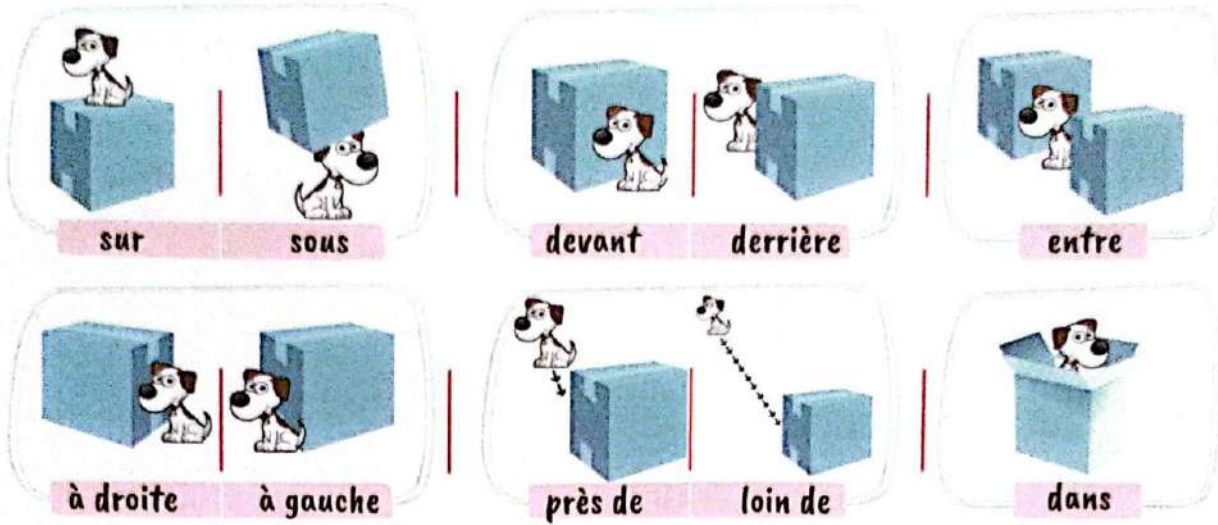 sur sous devant derrière entre
à droite à gauche près de loin de dans